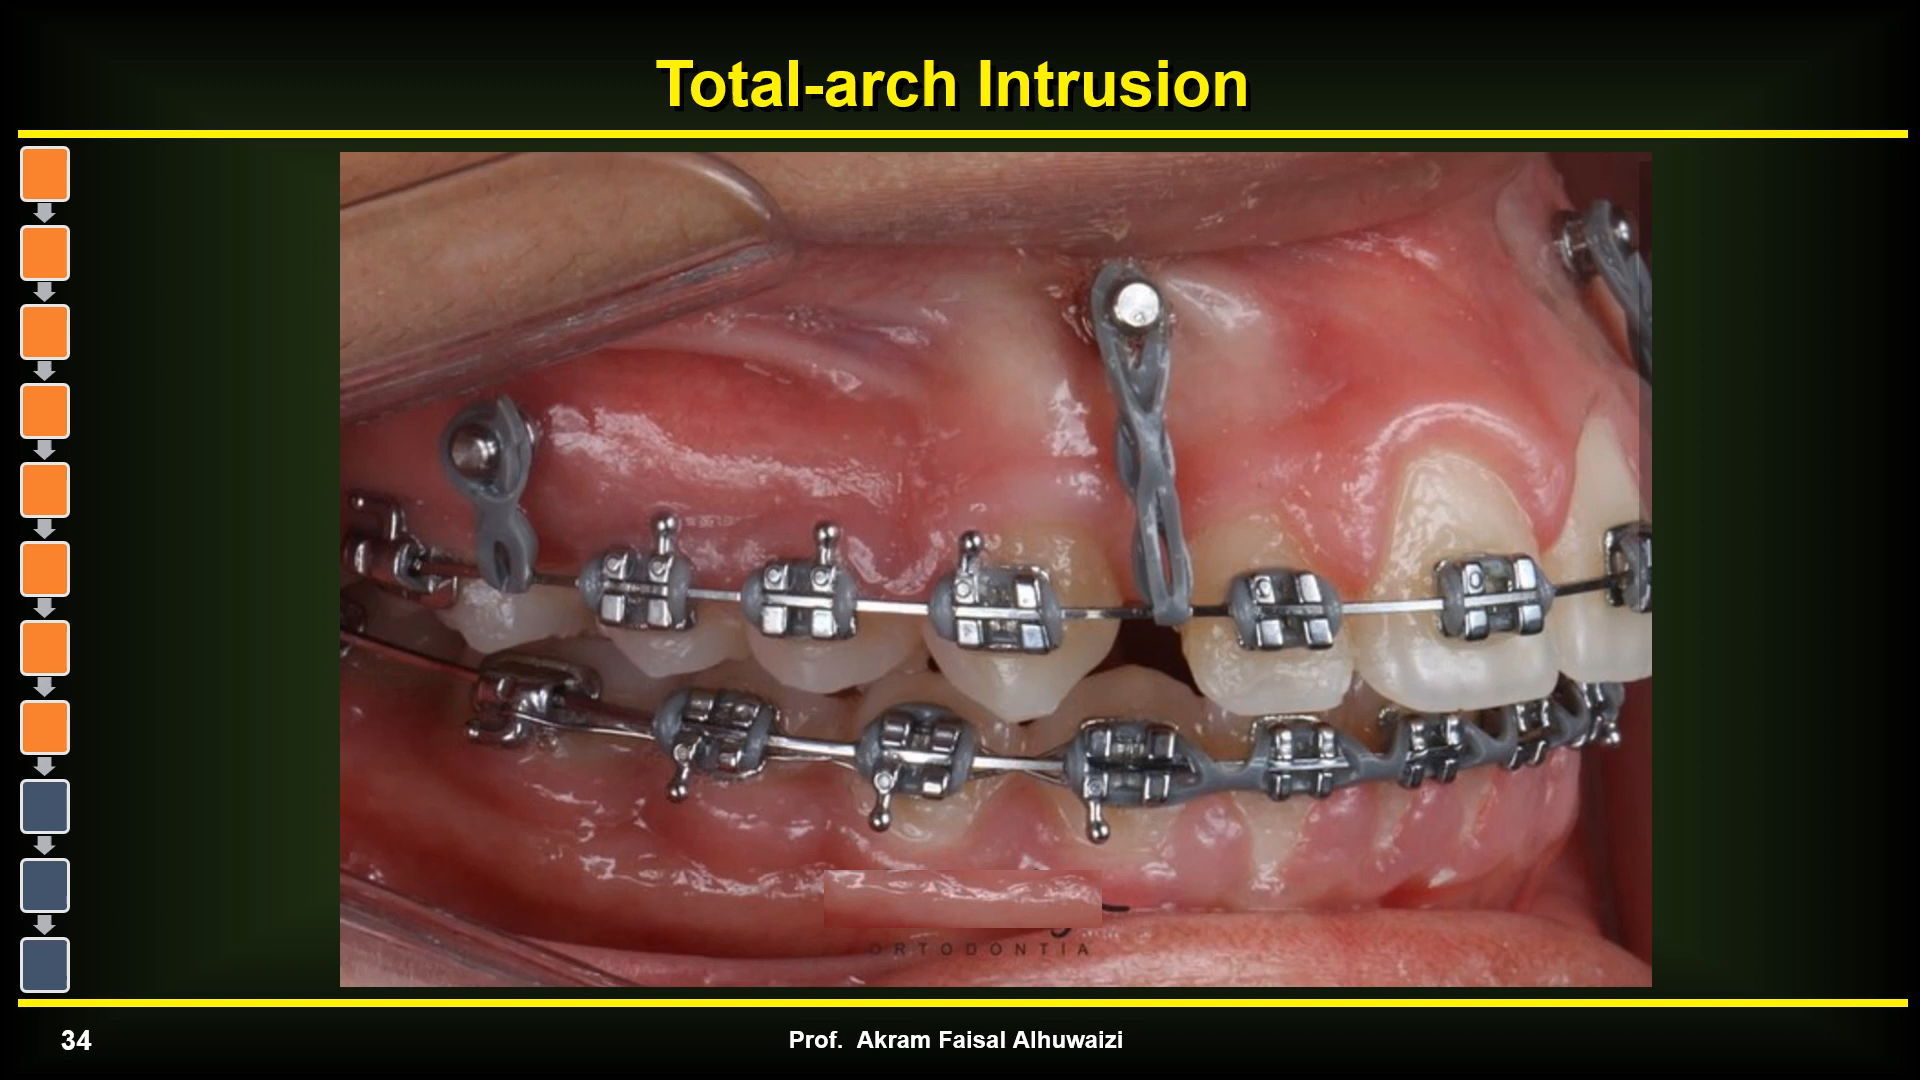 Total-arch Intrusion
ORTODONTIA
34
Prof. Akram Faisal Alhuwaizi